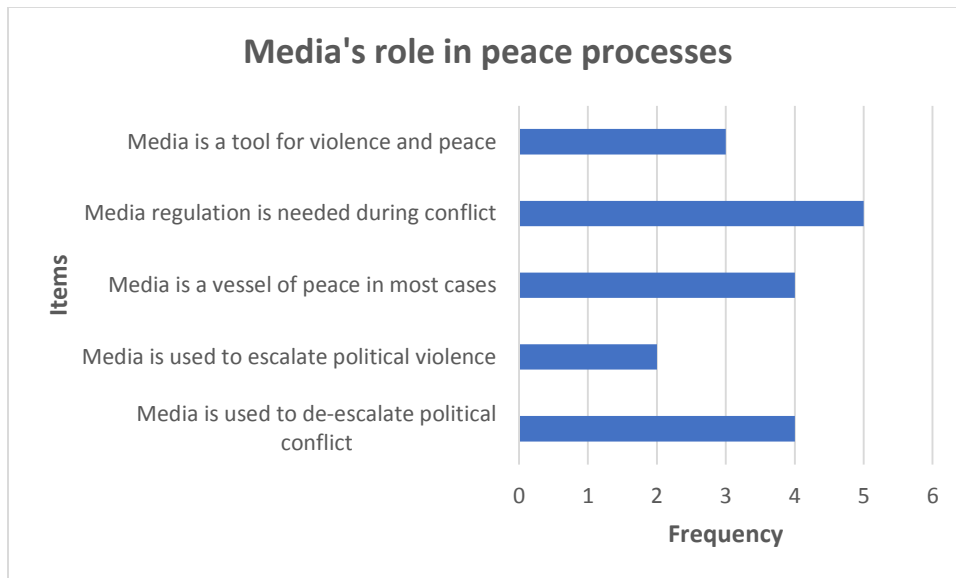 Media's role in peace processes
Media is a tool for violence and peace
Media regulation is needed during conflict
Media is a vessel of peace in most cases
Media is used to escalate political violence
Media is used to de-escalate political
conflict
Items
0 1 2 3 4 5 6
Frequency